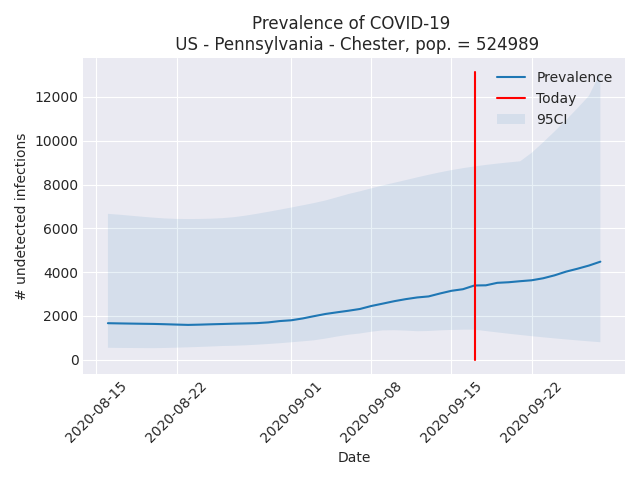 Prevalence of COVID-19
US - Pennsylvania - Chester, pop. = 524989
Prevalence
Today
95CI
# undetected infections
12000
10000
8000
6000
4000
2000
0
2020-08-15
2020-08-22
2020-09-01
2020-09-08
2020-09-15
2020-09-22
Date